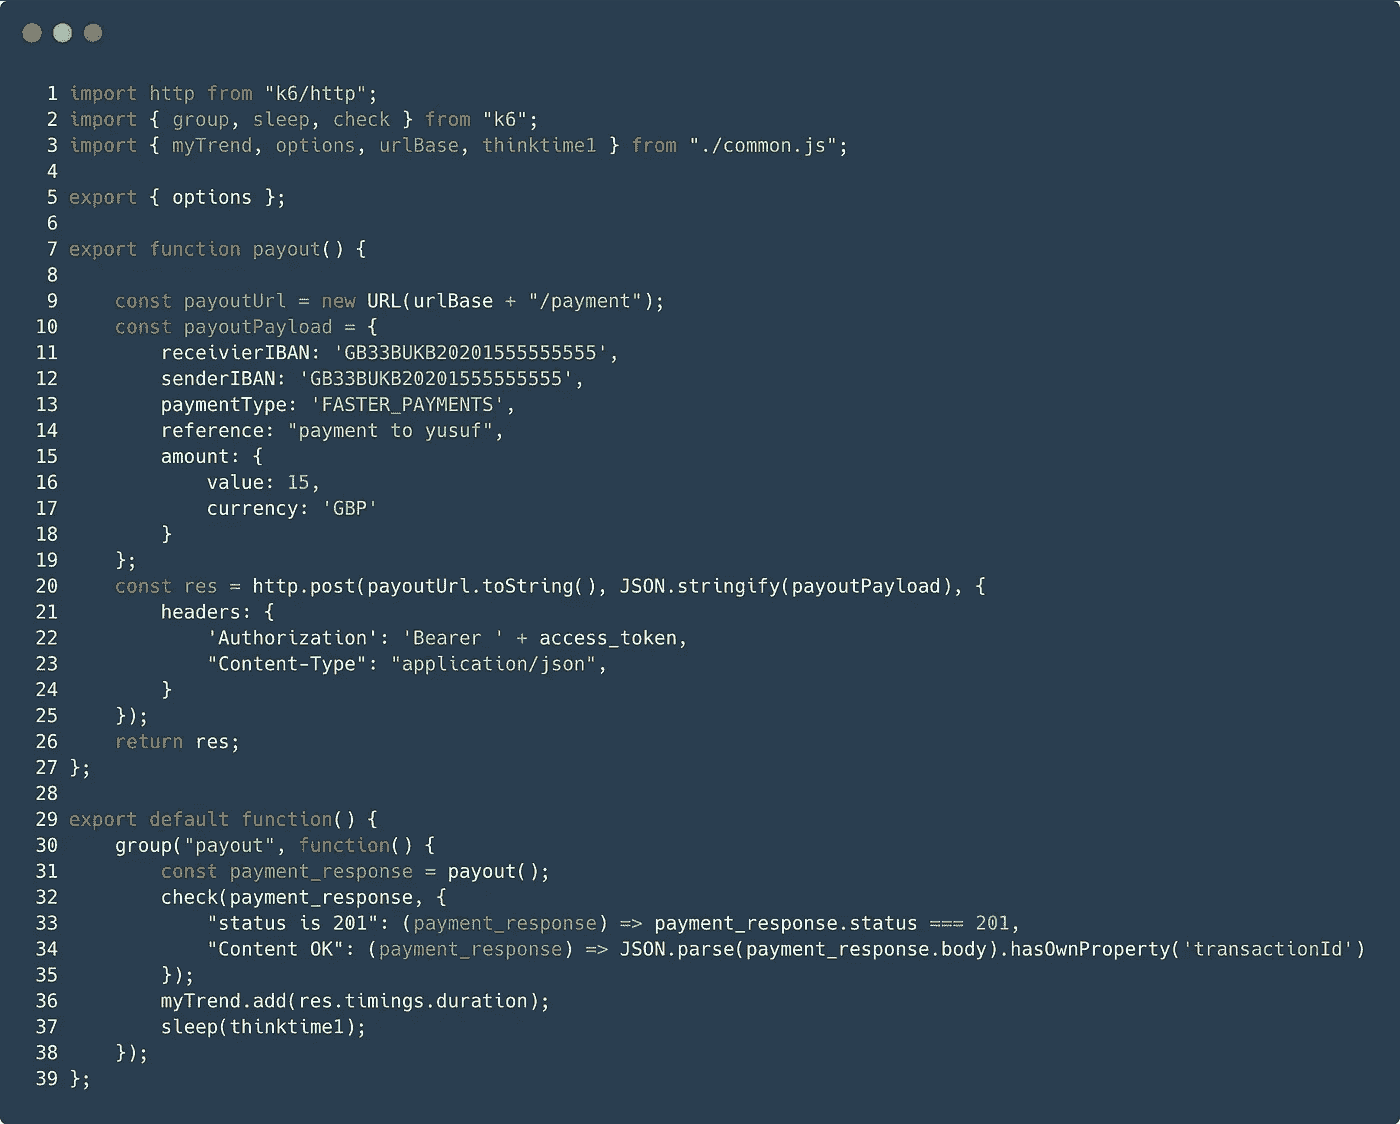 1 import http from "k6/http";
2 import { group, sleep, check } from "k6";
3 import { myTrend, options, urlBase, thinktime1 } from "./common.js";
4
5 export { options };
6
7 export function payout() {
8
9     const payoutUrl = new URL(urlBase + "/payment");
10     const payoutPayload = {
11         receivierIBAN: 'GB33BUKB20201555555555',
12         senderIBAN: 'GB33BUKB20201555555555',
13         paymentType: 'FASTER_PAYMENTS',
14         reference: "payment to yusuf",
15         amount: {
16             value: 15,
17             currency: 'GBP'
18         }
19     };
20     const res = http.post(payoutUrl.toString(), JSON.stringify(payoutPayload), {
21         headers: {
22             'Authorization': 'Bearer ' + access_token,
23             "Content-Type": "application/json",
24         }
25     });
26     return res;
27 };
28
29 export default function() {
30     group("payout", function() {
31         const payment_response = payout();
32         check(payment_response, {
33             "status is 201": (payment_response) => payment_response.status === 201,
34             "Content OK": (payment_response) => JSON.parse(payment_response.body).hasOwnProperty('transactionId')
35         });
36         myTrend.add(res.timings.duration);
37         sleep(thinktime1);
38     });
39 };